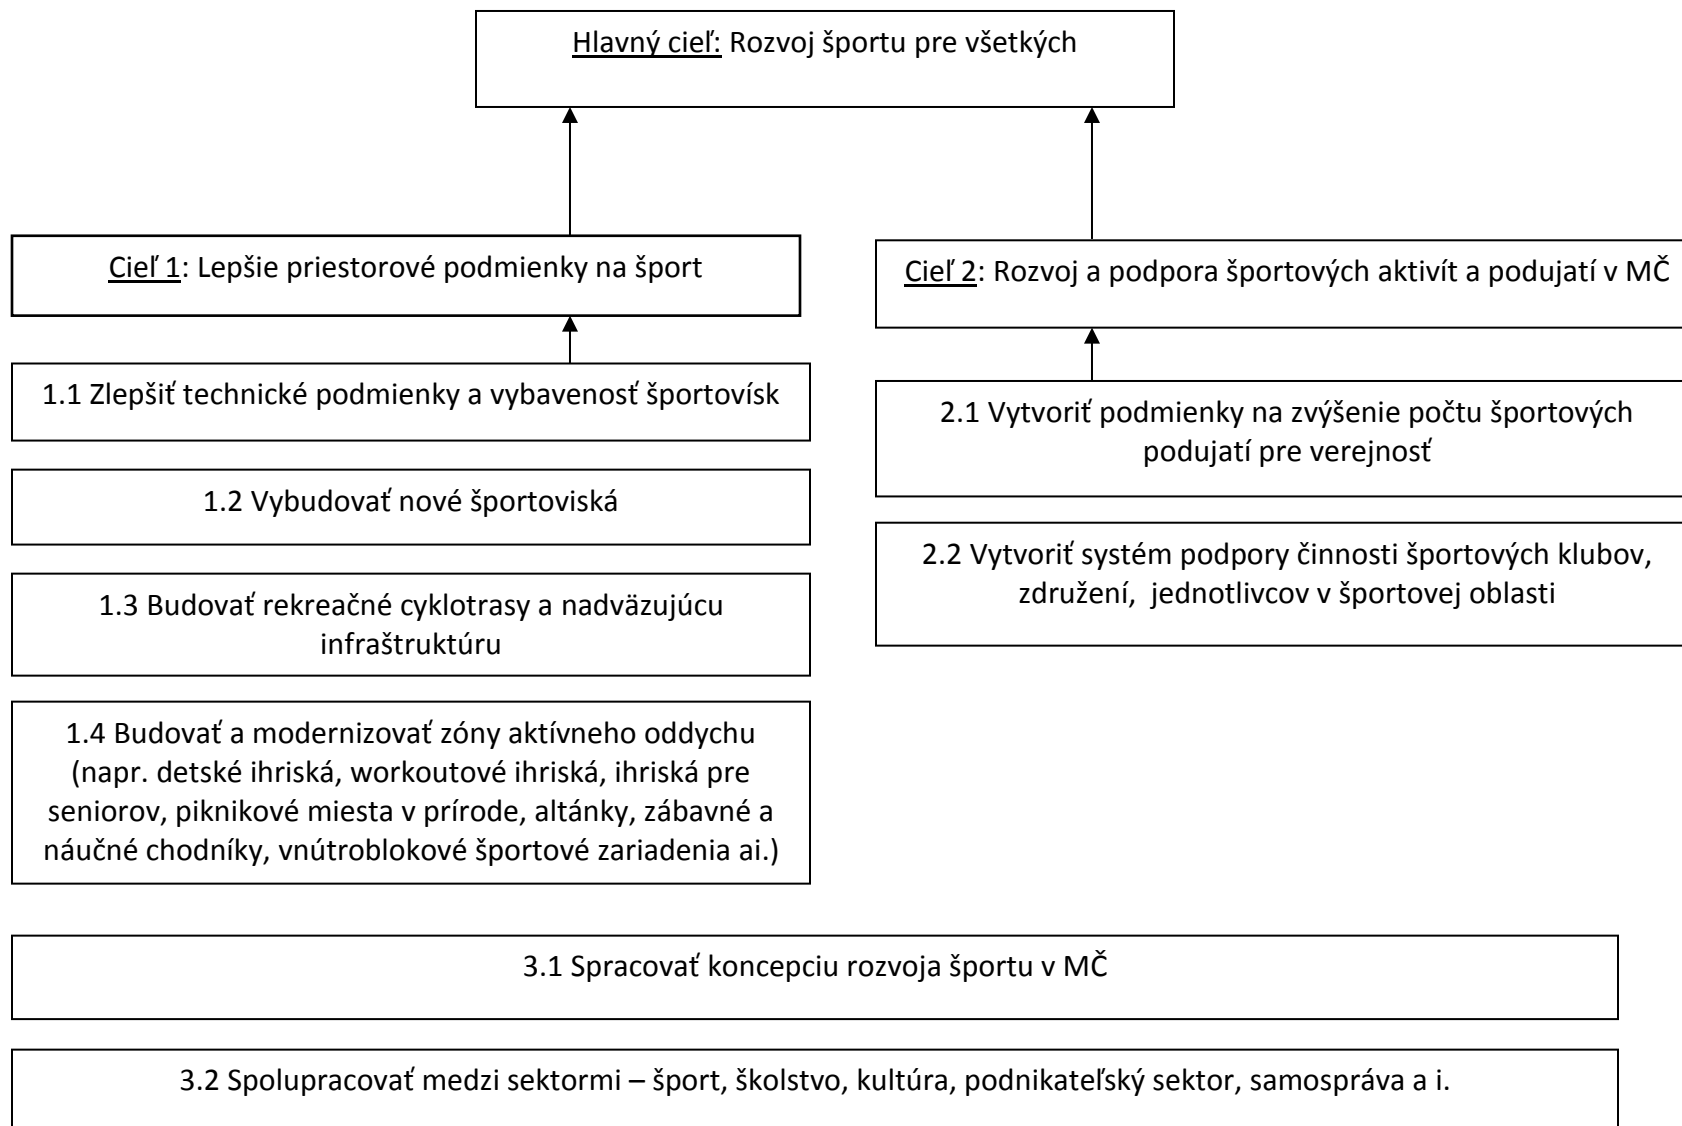 Hlavný cieľ: Rozvoj športu pre všetkých
Cieľ 1: Lepšie priestorové podmienky na šport
1.1 Zlepšiť technické podmienky a vybavenosť športovísk
1.2 Vybudovať nové športoviská
1.3 Budovať rekreačné cyklotrasy a nadväzujúcu
infraštruktúru
1.4 Budovať a modernizovať zóny aktívneho oddychu
(napr. detské ihriská, workoutové ihriská, ihriská pre
seniorov, piknikové miesta v prírode, altánky, zábavné a
náučné chodníky, vnútroblokové športové zariadenia ai.)
Cieľ 2: Rozvoj a podpora športových aktivít a podujatí v MČ
2.1 Vytvoriť podmienky na zvýšenie počtu športových
podujatí pre verejnosť
2.2 Vytvoriť systém podpory činnosti športových klubov,
združení, jednotlivcov v športovej oblasti
3.1 Spracovať koncepciu rozvoja športu v MČ
3.2 Spolupracovať medzi sektormi – šport, školstvo, kultúra, podnikateľský sektor, samospráva a i.